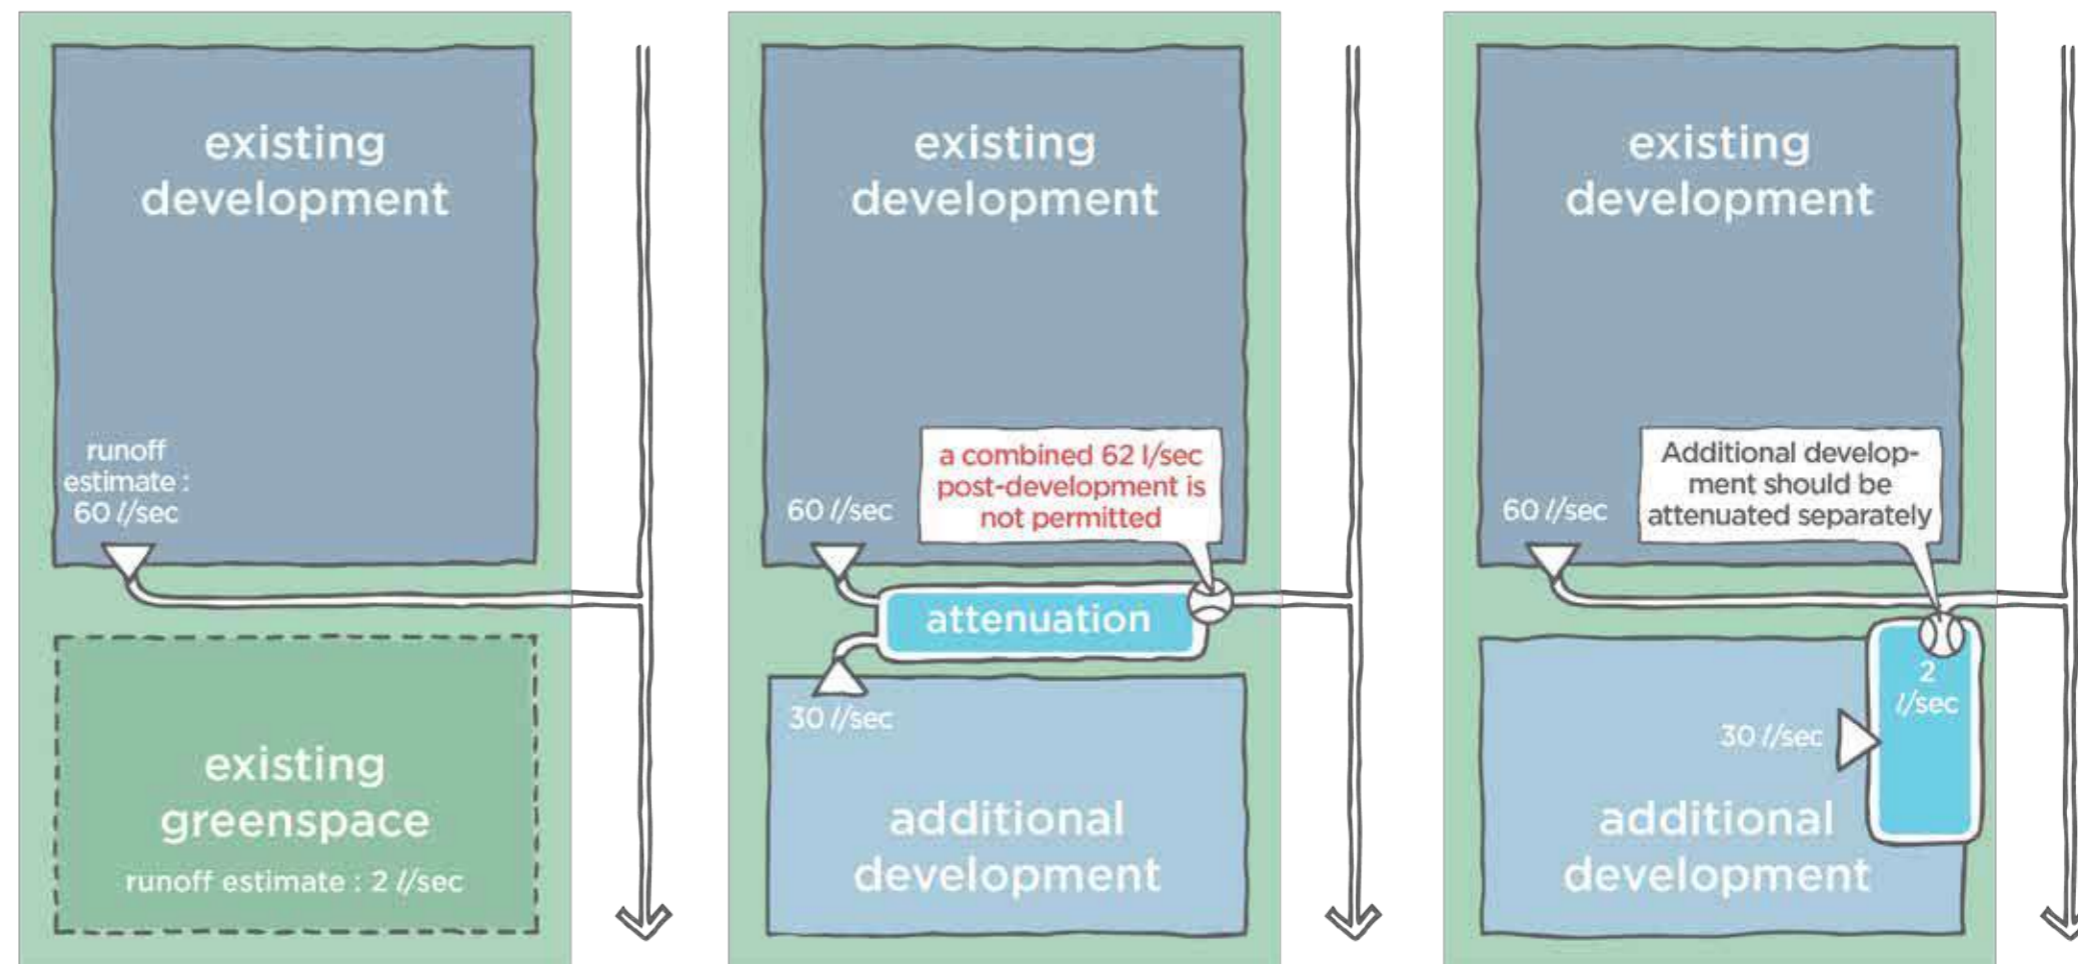 existing
development
runoff
estimate :
60 l/sec
existing
greenspace
runoff estimate : 2 l/sec
existing
development
a combined 62 l/sec
post-development is
not permitted
60 l/sec
attenuation
30 l/sec
additional
development
existing
development
Additional develop-
ment should be
attenuated separately
60 l/sec
2
l/sec
30 l/sec
additional
development